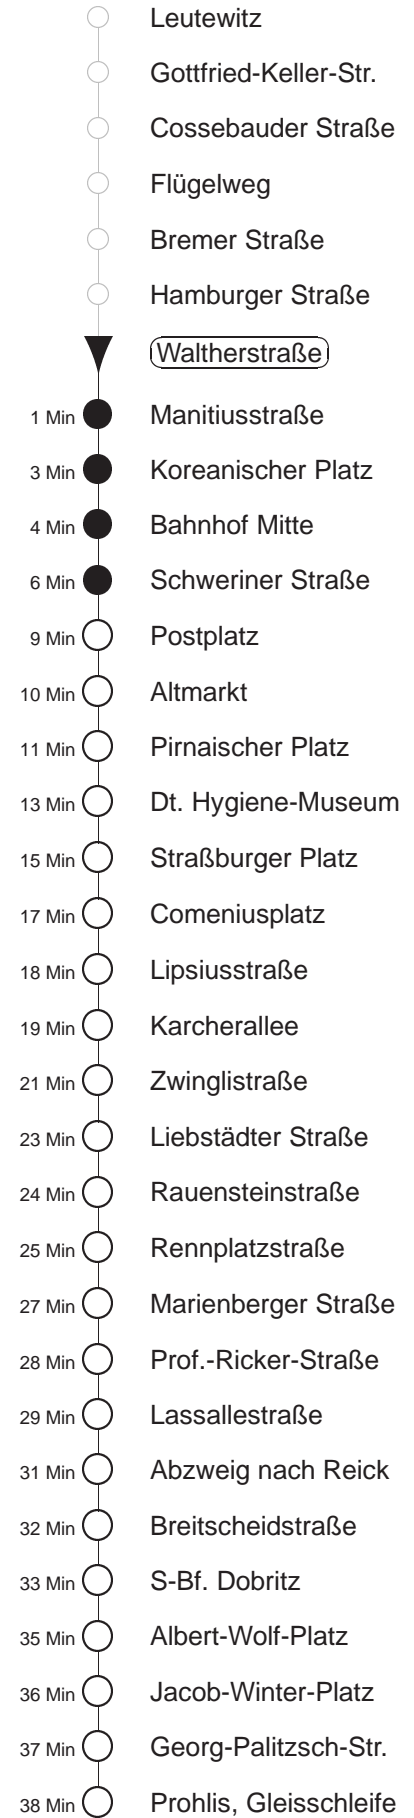 Leutewitz
Gottfried-Keller-Str.
Cossebauder Straße
Flügelweg
Bremer Straße
Hamburger Straße
Waltherstraße
1 Min Manitiusstraße
3 Min Koreanischer Platz
4 Min Bahnhof Mitte
6 Min Schweriner Straße
9 Min Postplatz
10 Min Altmarkt
11 Min Pirnaischer Platz
13 Min Dt. Hygiene-Museum
15 Min Straßburger Platz
17 Min Comeniusplatz
18 Min Lipsiusstraße
19 Min Karcherallee
21 Min Zwinglistraße
23 Min Liebstädter Straße
24 Min Rauensteinstraße
25 Min Rennplatzstraße
27 Min Marienberger Straße
28 Min Prof.-Ricker-Straße
29 Min Lassallestraße
31 Min Abzweig nach Reick
32 Min Breitscheidstraße
33 Min S-Bf. Dobritz
35 Min Albert-Wolf-Platz
36 Min Jacob-Winter-Platz
37 Min Georg-Palitzsch-Str.
38 Min Prohlis, Gleisschleife